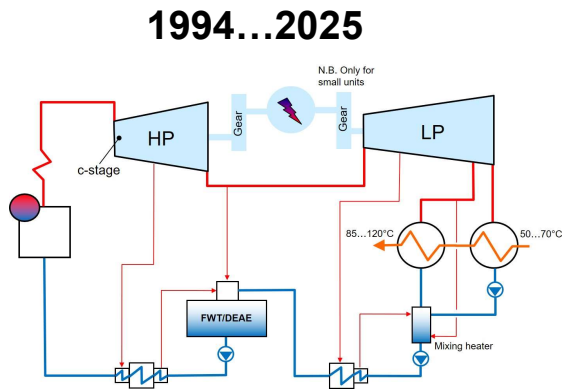 1994…2025
N.B. Only for
small units
Gear
Gear
HP
LP
c-stage
85…120°C
50…70°C
FWT/DEAE
Mixing heater